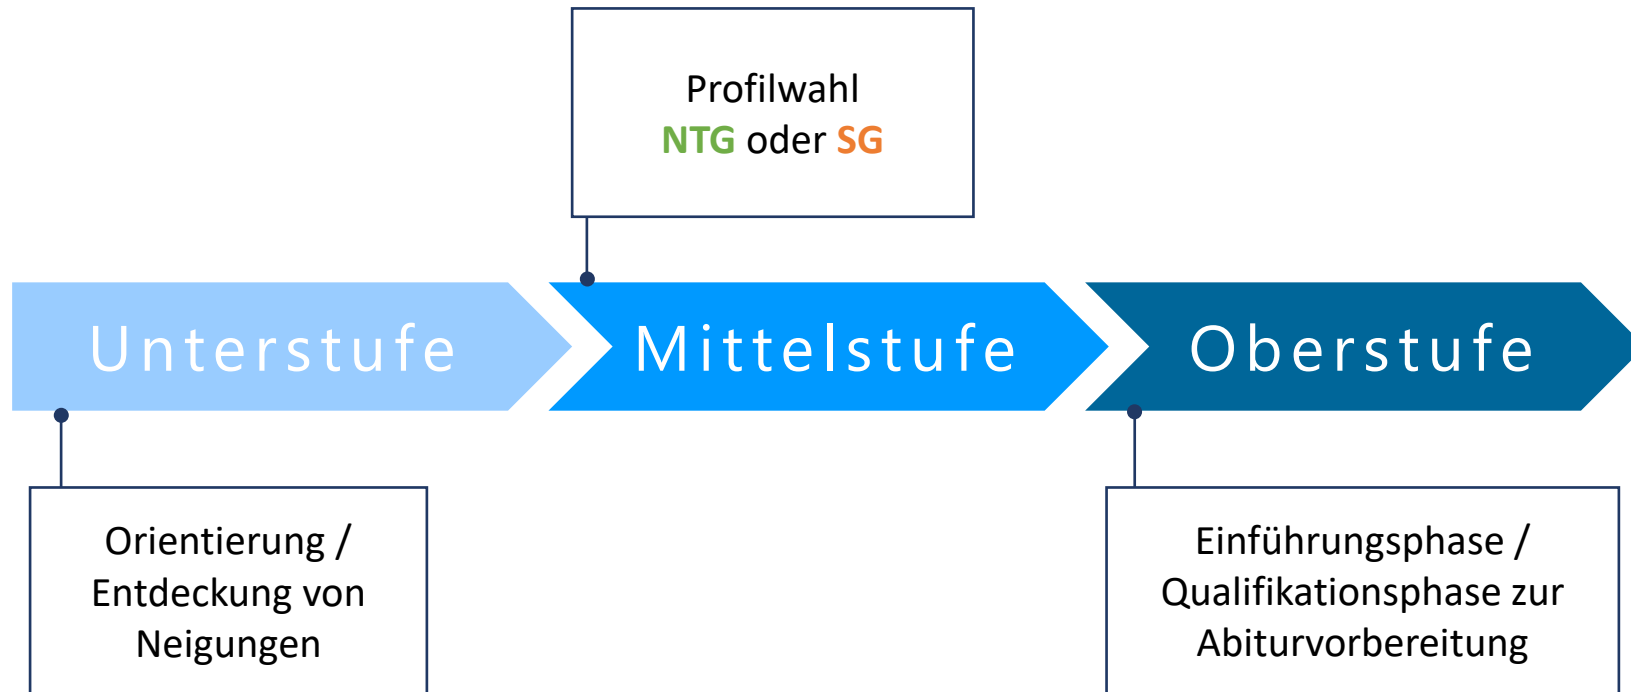 Profilwahl
NTG oder SG
Unterstufe
Mittelstufe
Oberstufe
Orientierung /
Entdeckung von
Neigungen
Einführungsphase /
Qualifikationsphase zur
Abiturvorbereitung